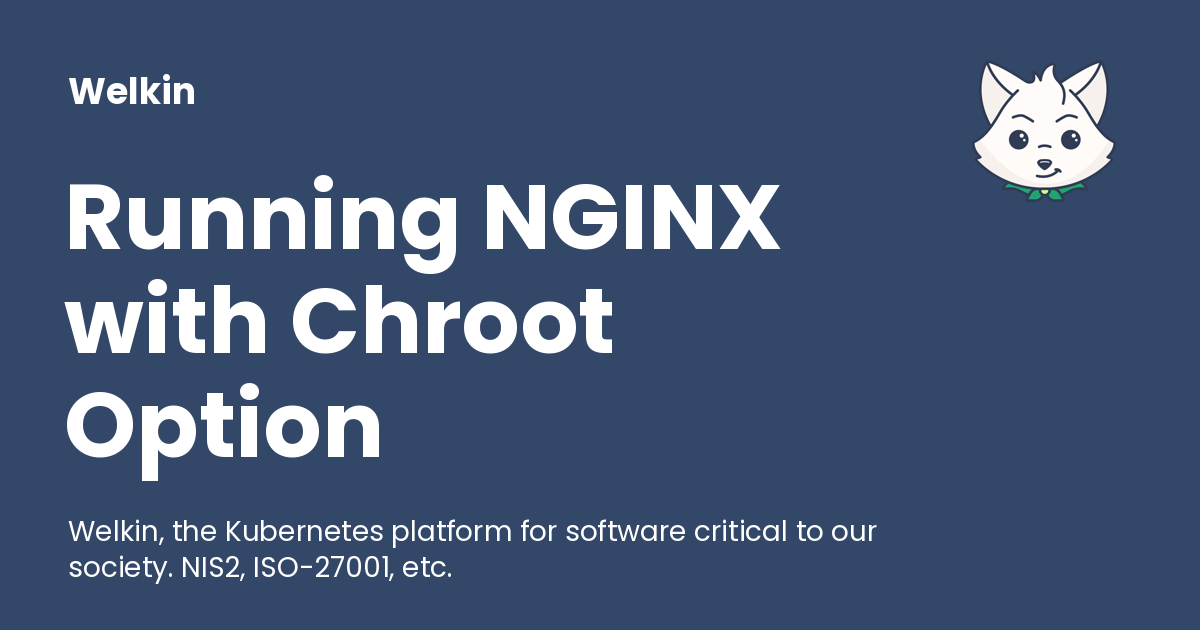 Welkin
Running NGINX
with Chroot
Option
Welkin, the Kubernetes platform for software critical to our
society. NIS2, ISO-27001, etc.